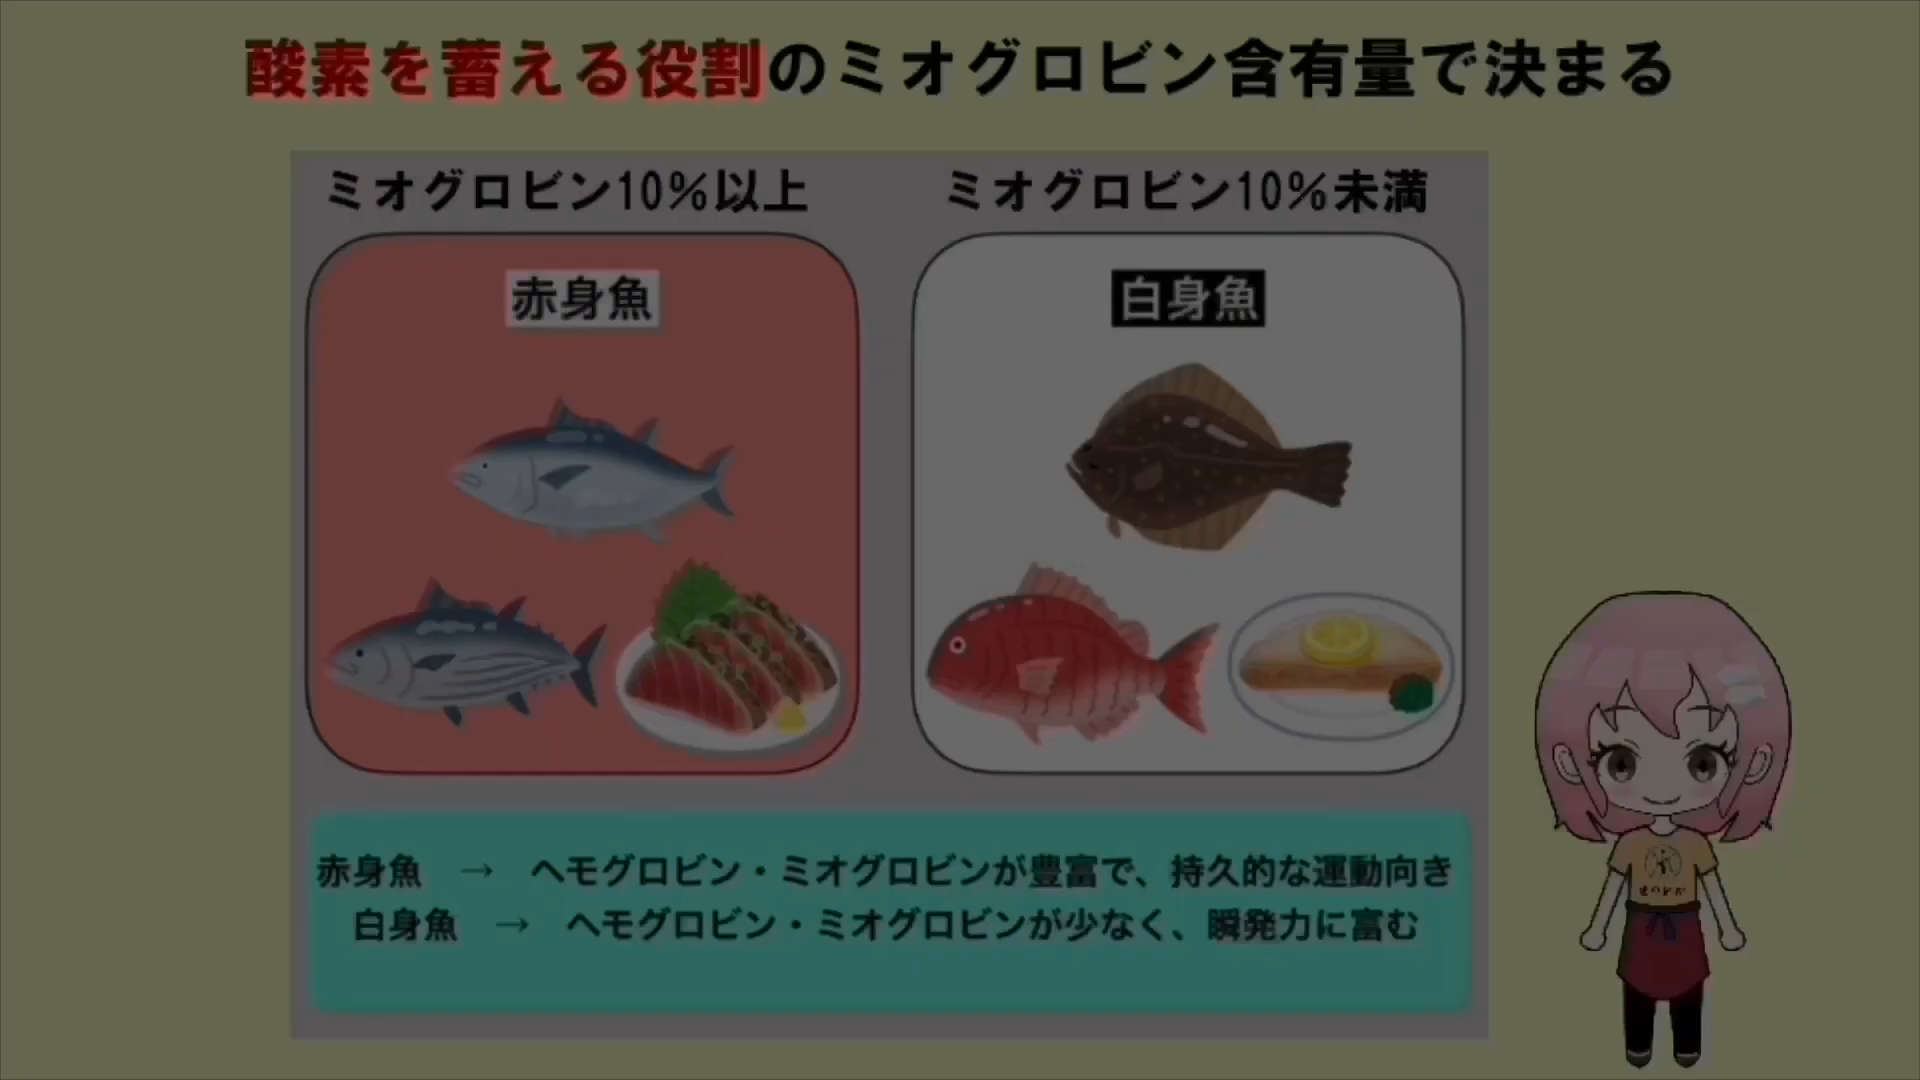 酸素を蓄える役割のミオグロビン含有量で決まる
ミオグロビン10%以上
ミオグロビン10%未満
赤身魚
白身魚
赤身魚 → ヘモグロビン・ミオグロビンが豊富で、持久的な運動向き
白身魚 → ヘモグロビン・ミオグロビンが少なく、瞬発力に富む